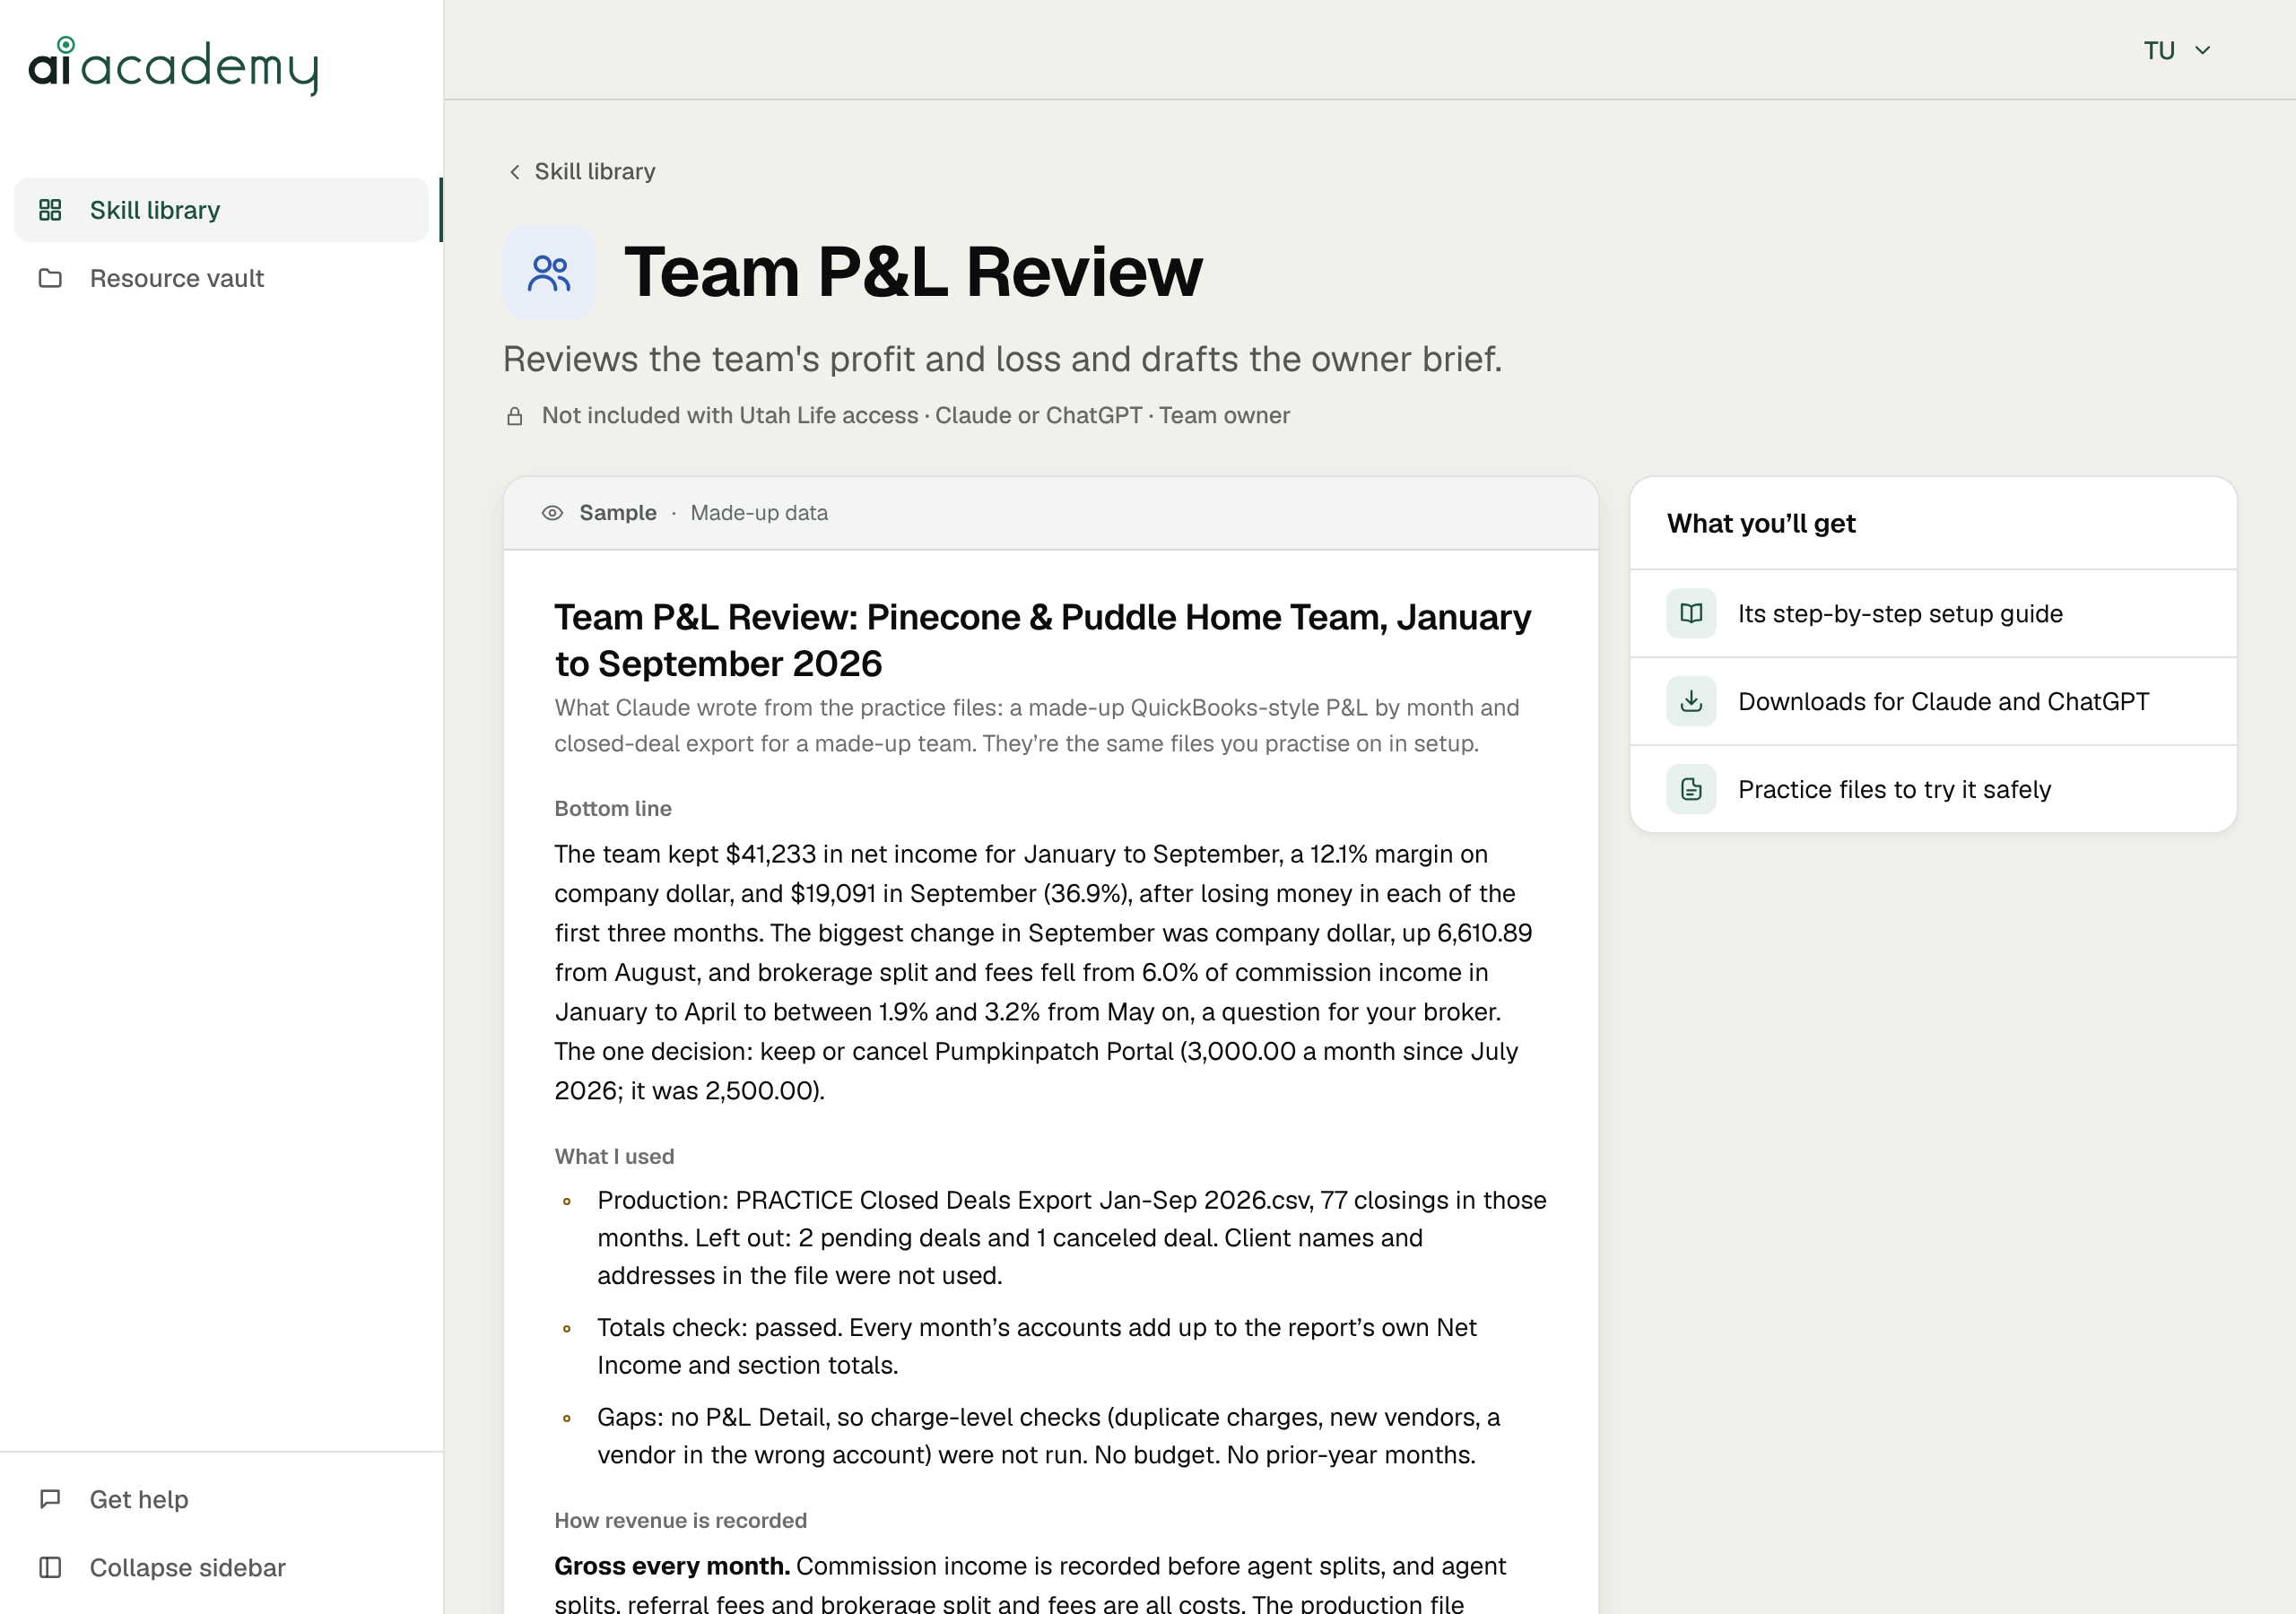 ai academy
TU
Skill library
Resource vault
Skill library
Team P&L Review
Reviews the team's profit and loss and drafts the owner brief.
Not included with Utah Life access · Claude or ChatGPT · Team owner
Sample · Made-up data
Team P&L Review: Pinecone & Puddle Home Team, January
to September 2026
What Claude wrote from the practice files: a made-up QuickBooks-style P&L by month and
closed-deal export for a made-up team. They’re the same files you practise on in setup.
Bottom line
The team kept $41,233 in net income for January to September, a 12.1% margin on
company dollar, and $19,091 in September (36.9%), after losing money in each of the
first three months. The biggest change in September was company dollar, up 6,610.89
from August, and brokerage split and fees fell from 6.0% of commission income in
January to April to between 1.9% and 3.2% from May on, a question for your broker.
The one decision: keep or cancel Pumpkinpatch Portal (3,000.00 a month since July
2026; it was 2,500.00).
What I used
Production: PRACTICE Closed Deals Export Jan-Sep 2026.csv, 77 closings in those
months. Left out: 2 pending deals and 1 canceled deal. Client names and
addresses in the file were not used.
Totals check: passed. Every month’s accounts add up to the report’s own Net
Income and section totals.
Gaps: no P&L Detail, so charge-level checks (duplicate charges, new vendors, a
vendor in the wrong account) were not run. No budget. No prior-year months.
How revenue is recorded
Gross every month. Commission income is recorded before agent splits, and agent
splits, referral fees and brokerage split and fees are all costs. The production file
What you’ll get
Its step-by-step setup guide
Downloads for Claude and ChatGPT
Practice files to try it safely
Get help
Collapse sidebar